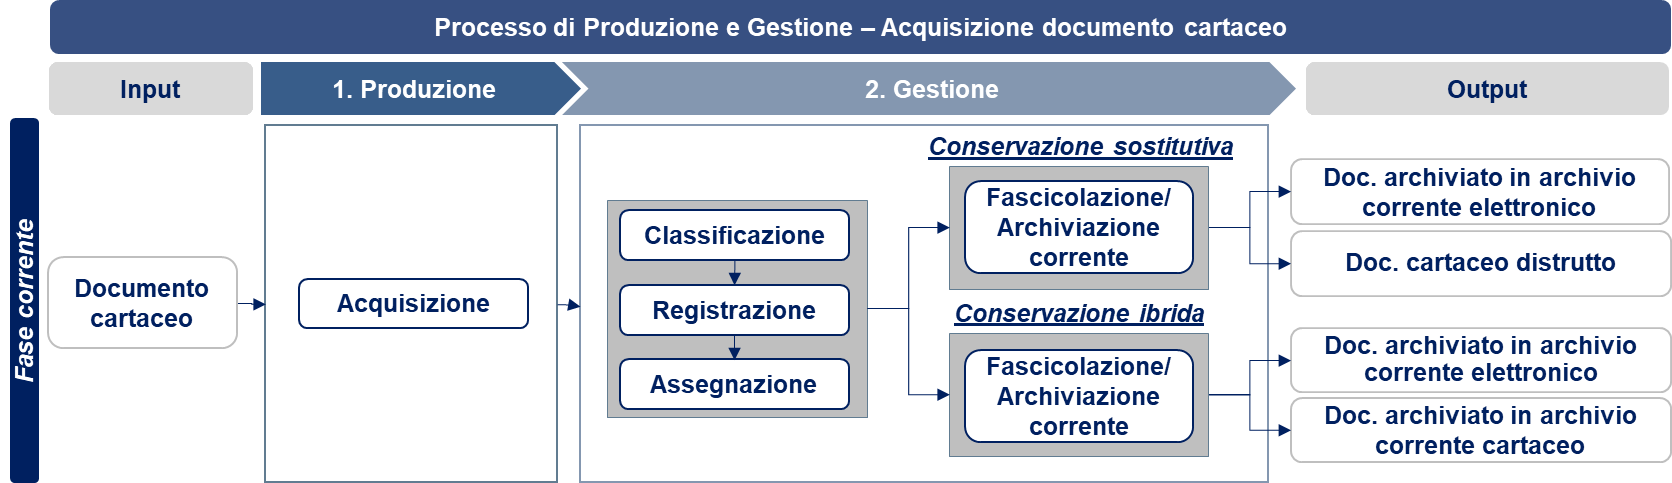 Processo di Produzione e Gestione – Acquisizione documento cartaceo
Input
1. Produzione
2. Gestione
Output
Fase corrente
Documento
cartaceo
Acquisizione
Classificazione
Registrazione
Assegnazione
Conservazione sostitutiva
Fascicolazione/
Archiviazione
corrente
Conservazione ibrida
Fascicolazione/
Archiviazione
corrente
Doc. archiviato in archivio
corrente elettronico
Doc. cartaceo distrutto
Doc. archiviato in archivio
corrente elettronico
Doc. archiviato in archivio
corrente cartaceo